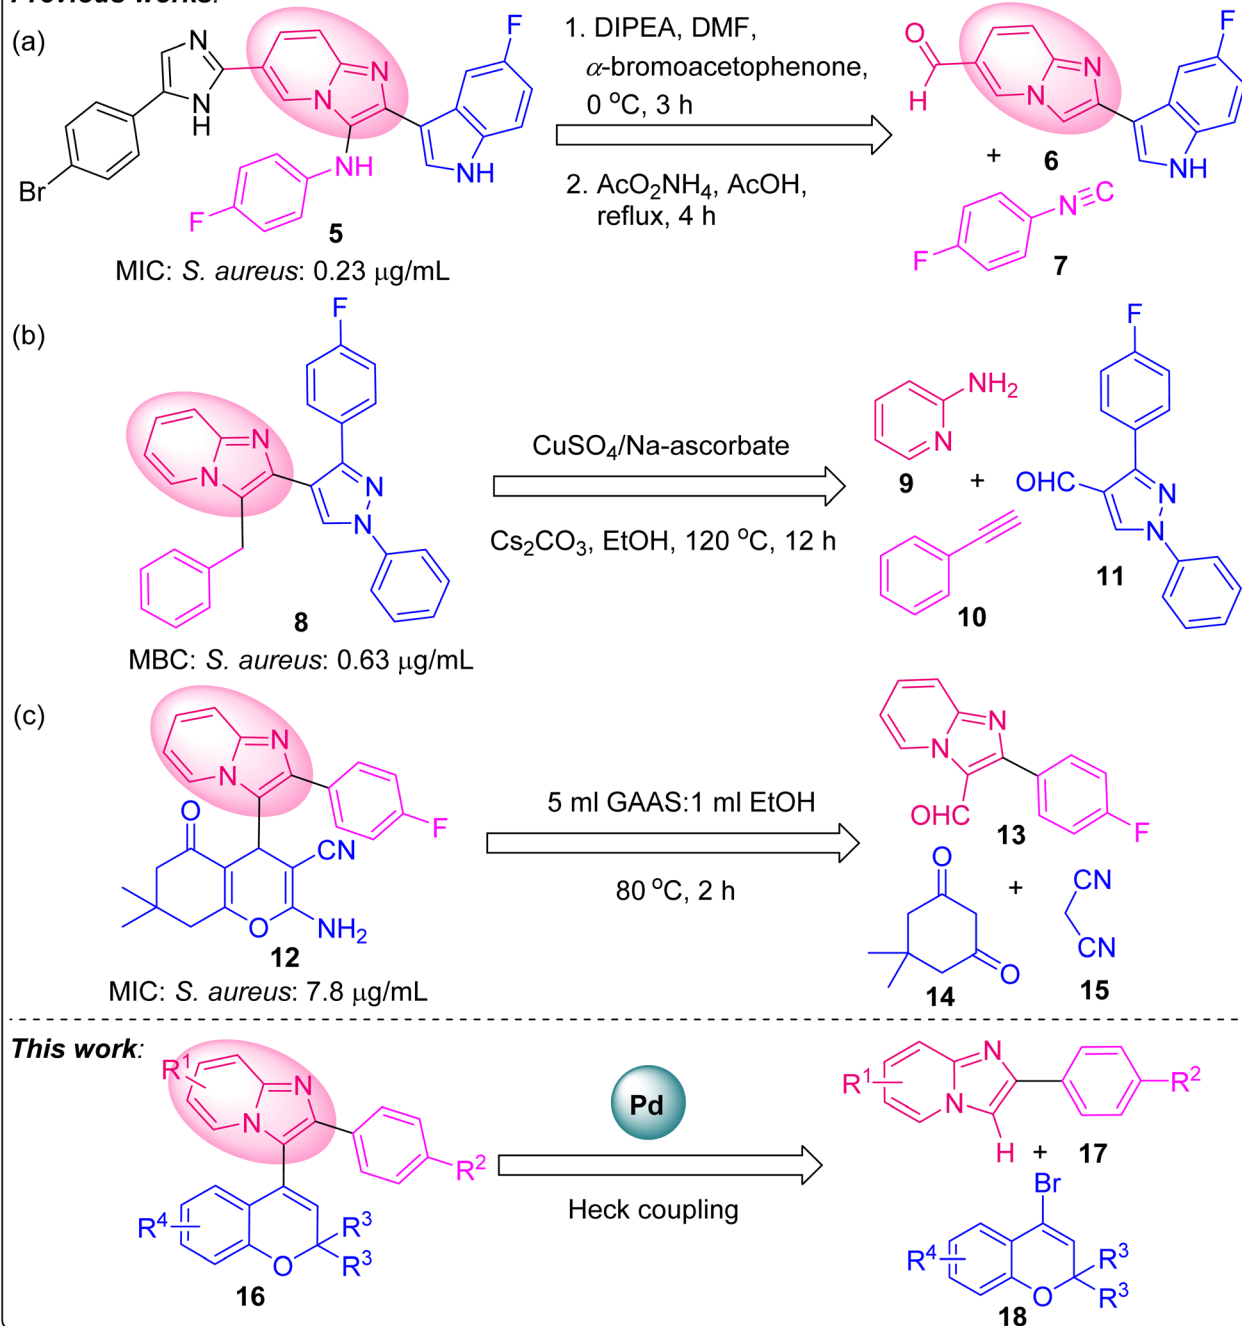 Previous works:
(a)
N
N
H
Br
N
N
NH
F
F
NH
5
MIC: S. aureus: 0.23 μg/mL
1. DIPEA, DMF,
α-bromoacetophenone,
0 °C, 3 h
2. AcO₂NH₄, AcOH,
reflux, 4 h
O
H
N
N
F
NH
+
6
N≡C
F
7
(b)
F
N
N
N
N
8
MBC: S. aureus: 0.63 μg/mL
CuSO₄/Na-ascorbate
Cs₂CO₃, EtOH, 120 °C, 12 h
NH₂
N
9
+
10
F
OHC
N
N
11
(c)
N
N
F
O
CN
O
NH₂
12
MIC: S. aureus: 7.8 μg/mL
5 ml GAAS:1 ml EtOH
80 °C, 2 h
N
N
OHC
13
F
O
O
14
+
CN
CN
15
This work:
R¹
N
N
R²
R⁴
O
R³
R³
16
Pd
Heck coupling
R¹
N
N
H
R²
+
17
Br
R⁴
O
R³
R³
18